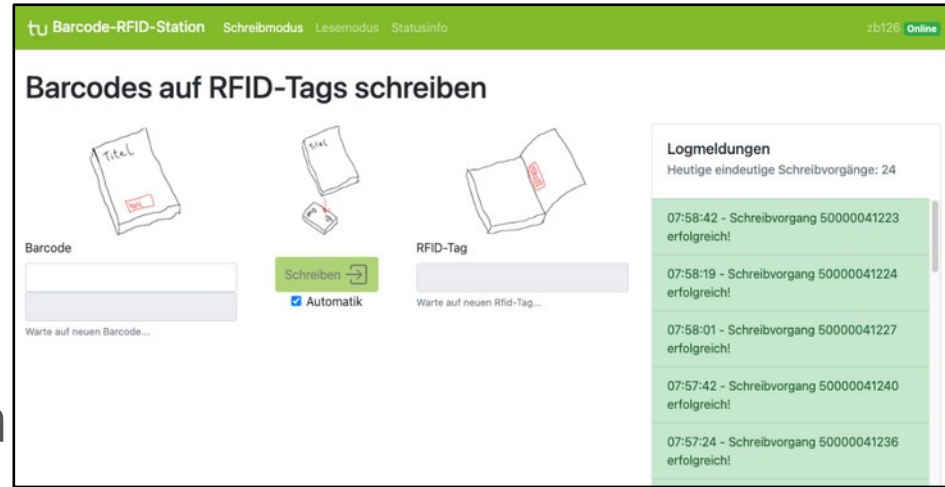 tu Barcode-RFID-Station Schreibmodus Lesemodus Statusinfo zb126 Online
Barcodes auf RFID-Tags schreiben
Titel
Titel
Barcode
Schreiben
Automatik
Warte auf neuen Barcode...
RFID-Tag
Warte auf neuen Rfid-Tag...
Logmeldungen
Heutige eindeutige Schreibvorgänge: 24
07:58:42 - Schreibvorgang 50000041223
erfolgreich!
07:58:19 - Schreibvorgang 50000041224
erfolgreich!
07:58:01 - Schreibvorgang 50000041227
erfolgreich!
07:57:42 - Schreibvorgang 50000041240
erfolgreich!
07:57:24 - Schreibvorgang 50000041236
erfolgreich!